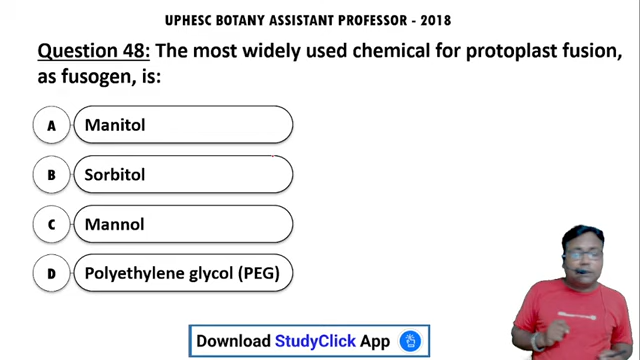 UPHESC BOTANY ASSISTANT PROFESSOR - 2018
Question 48: The most widely used chemical for protoplast fusion,
as fusogen, is:
A Manitol
B Sorbitol
C Mannol
D Polyethylene glycol (PEG)
Download StudyClick App